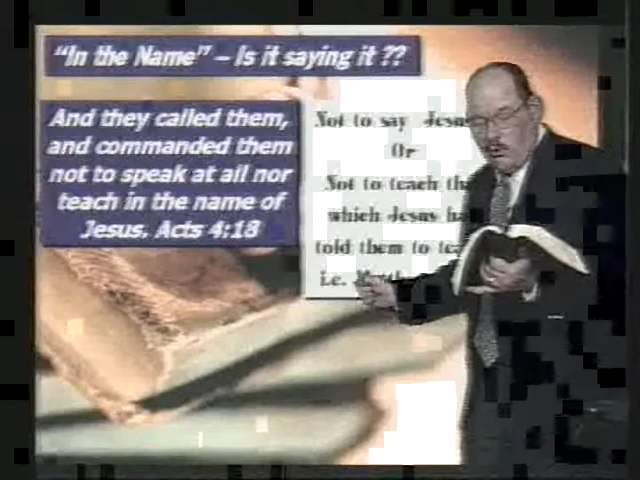 “In the Name” – Is it saying it ??
And they called them,
and commanded them
not to speak at all nor
teach in the name of
Jesus. Acts 4:18
Not to say
Or
Not to teach
which Jesus
told them to
i.e.